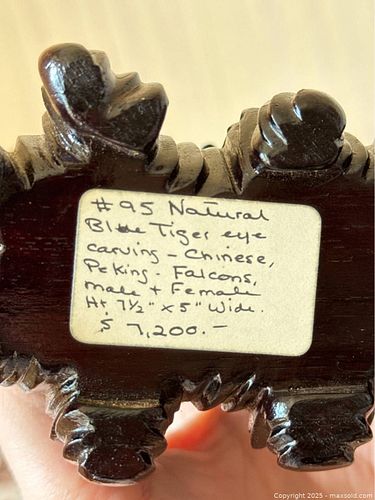 #95 Natural
Blue Tiger eye
carving - Chinese,
Peking - Falcons,
male + Female
Ht 7½" x 5" Wide.
$ 7,200.—
Copyright 2025 - maxsold.com